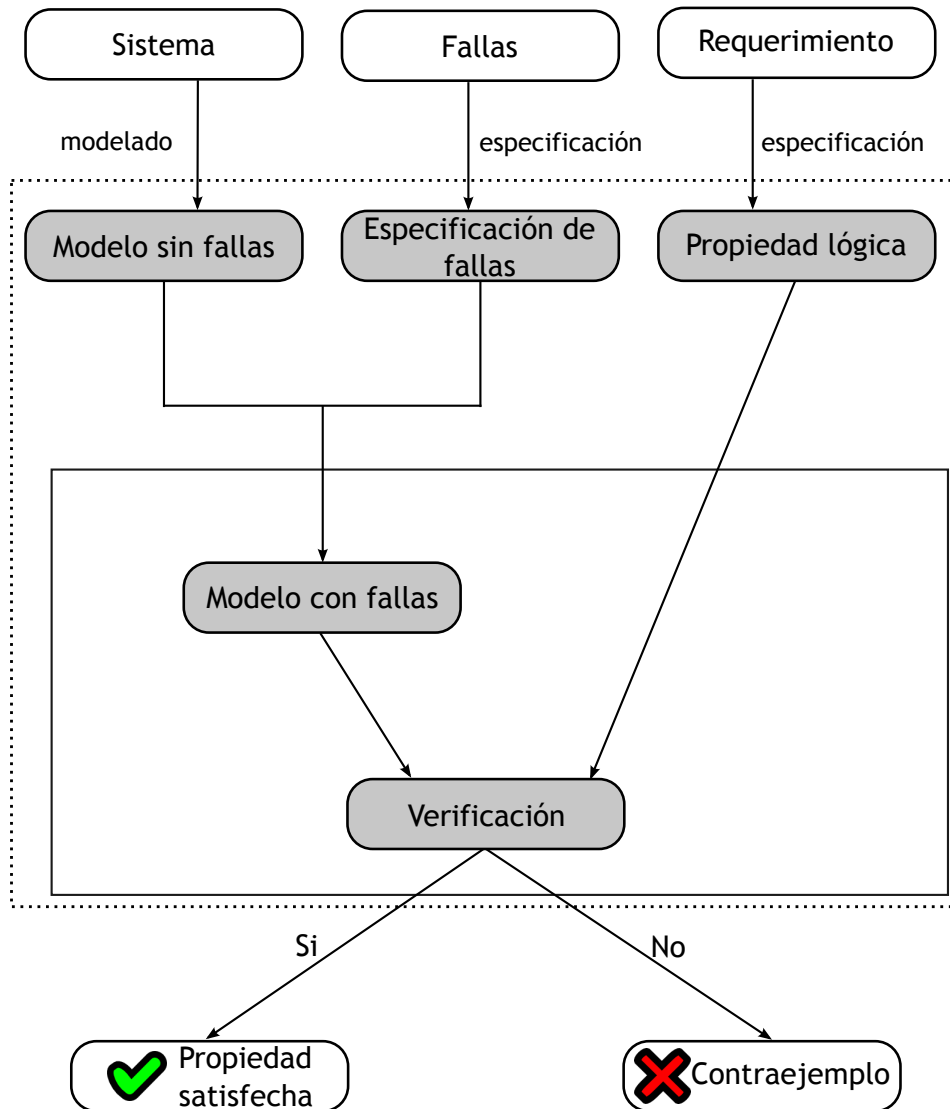 Sistema
Fallas
Requerimiento
modelado
especificación
especificación
Modelo sin fallas
Especificación de
fallas
Propiedad lógica
Modelo con fallas
Verificación
Si
No
Propiedad
satisfecha
Contraejemplo